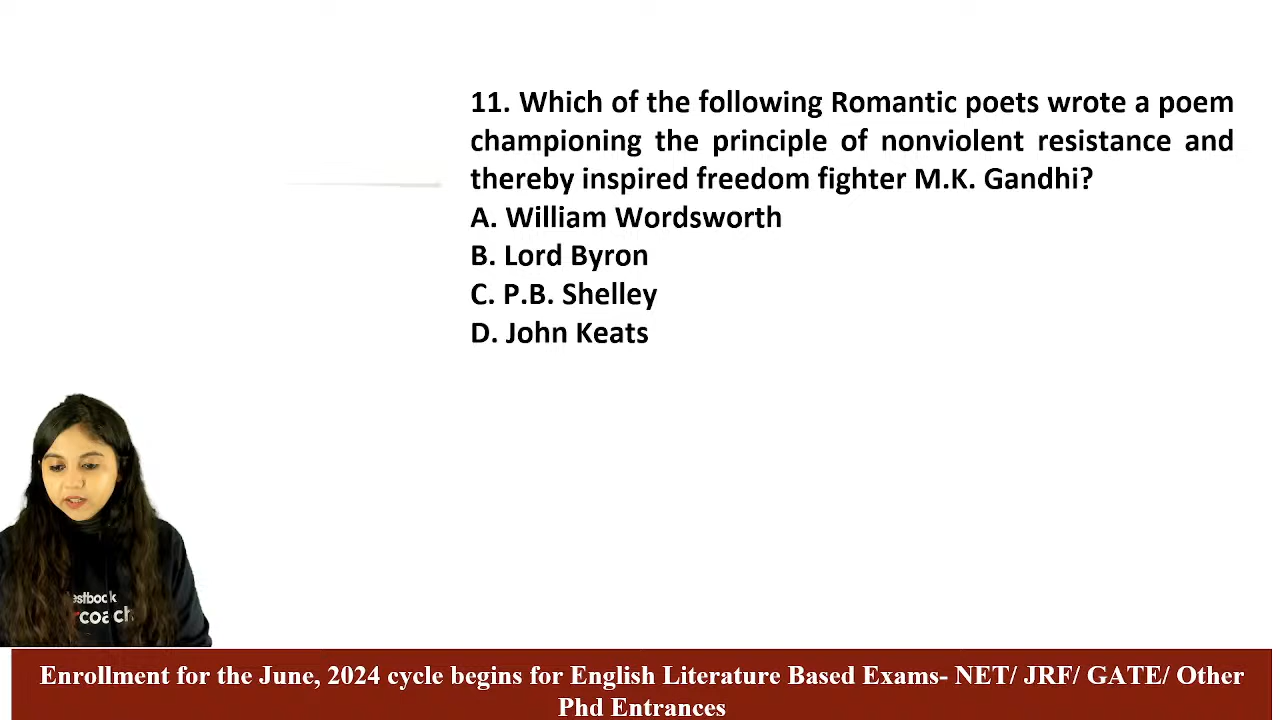 11. Which of the following Romantic poets wrote a poem
championing the principle of nonviolent resistance and
thereby inspired freedom fighter M.K. Gandhi?
A. William Wordsworth
B. Lord Byron
C. P.B. Shelley
D. John Keats
estbook
coach
Enrollment for the June, 2024 cycle begins for English Literature Based Exams- NET/ JRF/ GATE/ Other
Phd Entrances